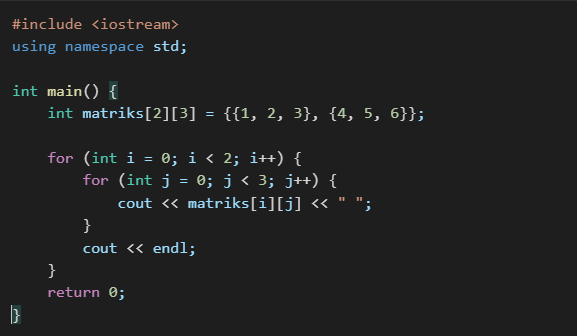 #include <iostream>
using namespace std;
int main() {
    int matriks[2][3] = {{1, 2, 3}, {4, 5, 6}};
    for (int i = 0; i < 2; i++) {
        for (int j = 0; j < 3; j++) {
            cout << matriks[i][j] << " ";
        }
        cout << endl;
    }
    return 0;
}